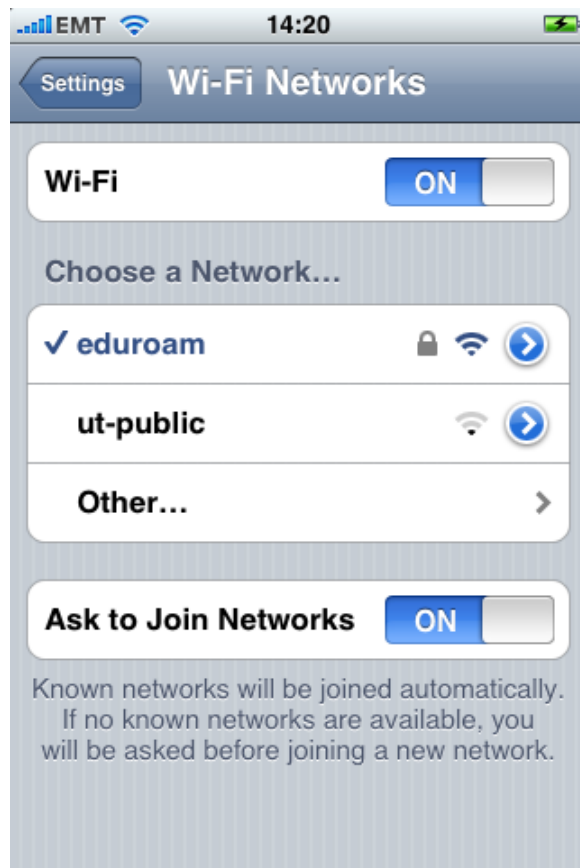 EMT 14:20
Settings Wi-Fi Networks
Wi-Fi ON
Choose a Network...
eduroam
ut-public
Other...
Ask to Join Networks ON
Known networks will be joined automatically.
If no known networks are available, you
will be asked before joining a new network.